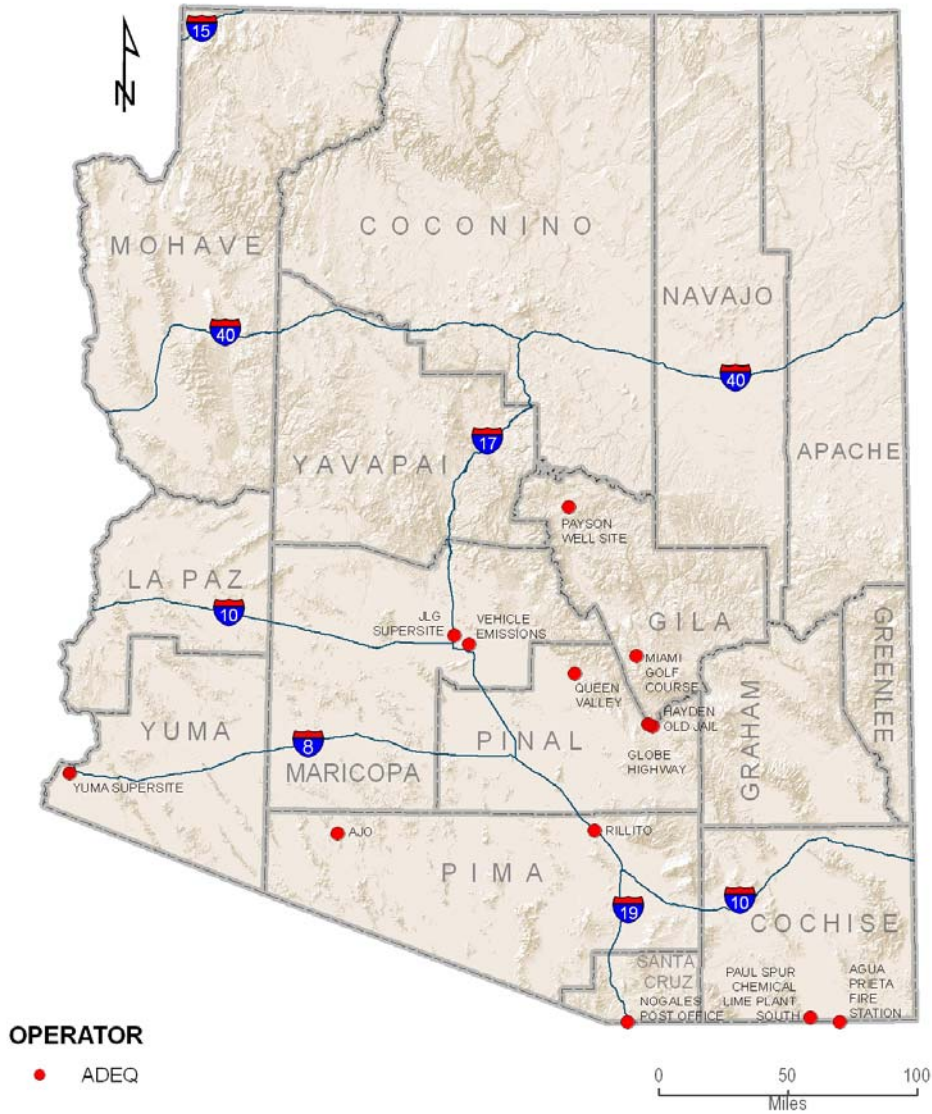 15
N
COCONINO
MOHAVE
NAVAJO
40
40
17
APACHE
YAVAPAI
PAYSON
WELL SITE
LA PAZ
10
JLG
SUPERSITE
VEHICLE
EMISSIONS
GILA
GREENLEE
MIAMI
GOLF
COURSE
QUEEN
VALLEY
GRAHAM
HAYDEN
OLD JAIL
YUMA
8
PINAL
GLOBE
HIGHWAY
MARICOPA
YUMA SUPERSITE
AJO
RILLITO
PIMA
19
10
COCHISE
SANTA
CRUZ
NOGALES
POST OFFICE
PAUL SPUR
CHEMICAL
LIME PLANT
SOUTH
AGUA
PRIETA
FIRE
STATION
OPERATOR
ADEQ
0 50 100
Miles